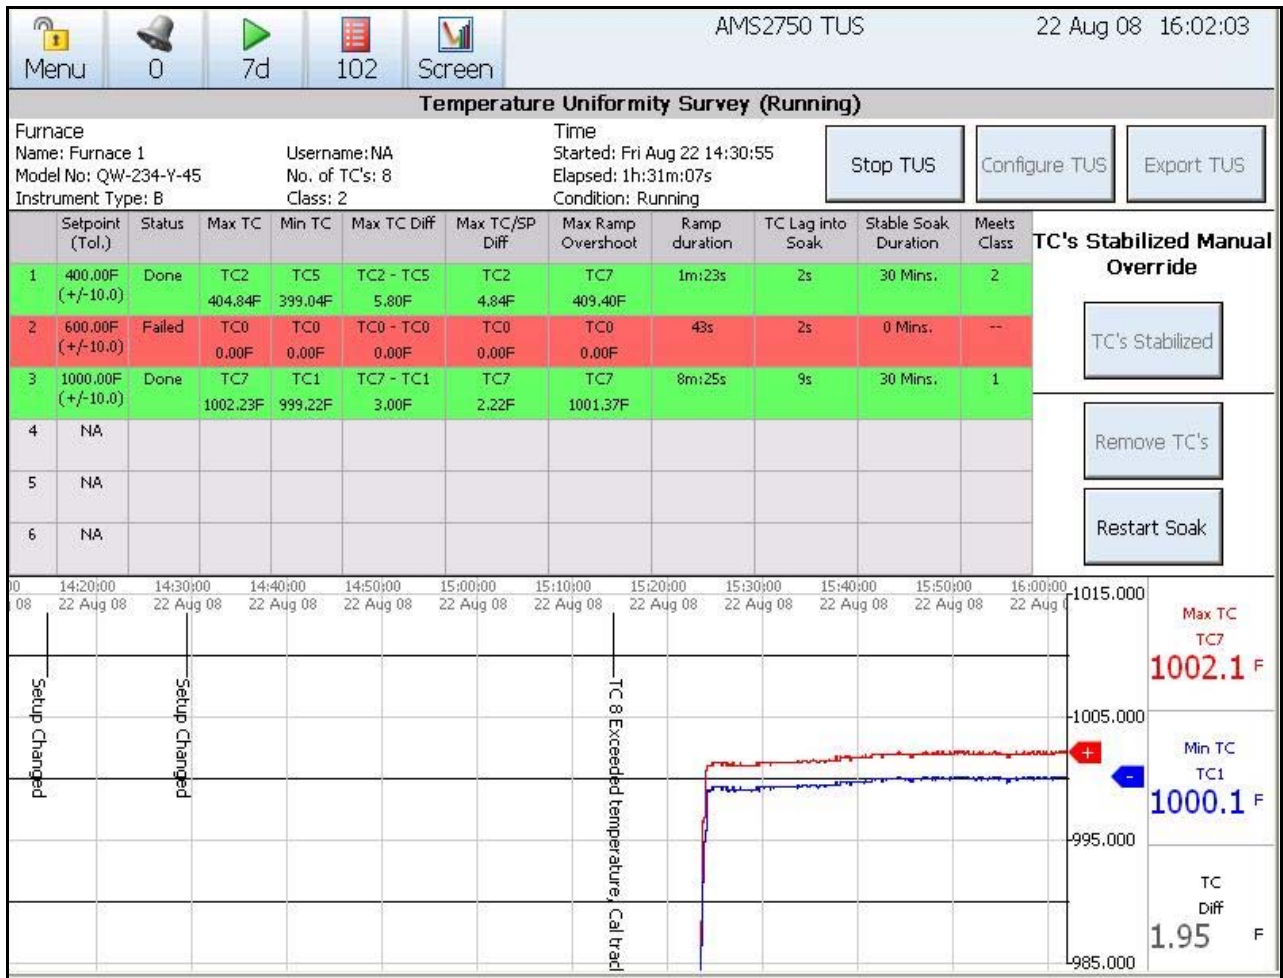 AMS2750 TUS
22 Aug 08 16:02:03
Menu
0
7d
102
Screen
Temperature Uniformity Survey (Running)
Furnace
Name: Furnace 1
Model No: QW-234-Y-45
Instrument Type: B
Username:NA
No. of TC's: 8
Class: 2
Time
Started: Fri Aug 22 14:30:55
Elapsed: 1h:31m:07s
Condition: Running
Stop TUS
Configure TUS
Export TUS
Setpoint (Tol.) Status Max TC Min TC Max TC Diff Max TC/SP Diff Max Ramp Overshoot Ramp duration TC Lag into Soak Stable Soak Duration Meets Class
1 400.00F Done TC2 TC5 TC2 - TC5 TC2 TC7 1m:23s 2s 30 Mins. 2
(+/-10.0) 404.84F 399.04F 5.80F 4.84F 409.40F
2 600.00F Failed TC0 TC0 TC0 - TC0 TC0 TC0 43s 2s 0 Mins. --
(+/-10.0) 0.00F 0.00F 0.00F 0.00F 0.00F
3 1000.00F Done TC7 TC1 TC7 - TC1 TC7 TC7 8m:25s 9s 30 Mins. 1
(+/-10.0) 1002.23F 999.22F 3.00F 2.22F 1001.37F
4 NA
5 NA
6 NA
TC's Stabilized Manual
Override
TC's Stabilized
Remove TC's
Restart Soak
00 14:20:00 14:30:00 14:40:00 14:50:00 15:00:00 15:10:00 15:20:00 15:30:00 15:40:00 15:50:00 16:00:00
08 22 Aug 08 22 Aug 08 22 Aug 08 22 Aug 08 22 Aug 08 22 Aug 08 22 Aug 08 22 Aug 08 22 Aug 08 22 Aug 08 22 Aug
Setup Changed
Setup Changed
TC 8 Exceeded temperature, Cal tracl
1015.000
1005.000
995.000
985.000
+
-
Max TC
TC7
1002.1 F
Min TC
TC1
1000.1 F
TC
Diff
1.95 F